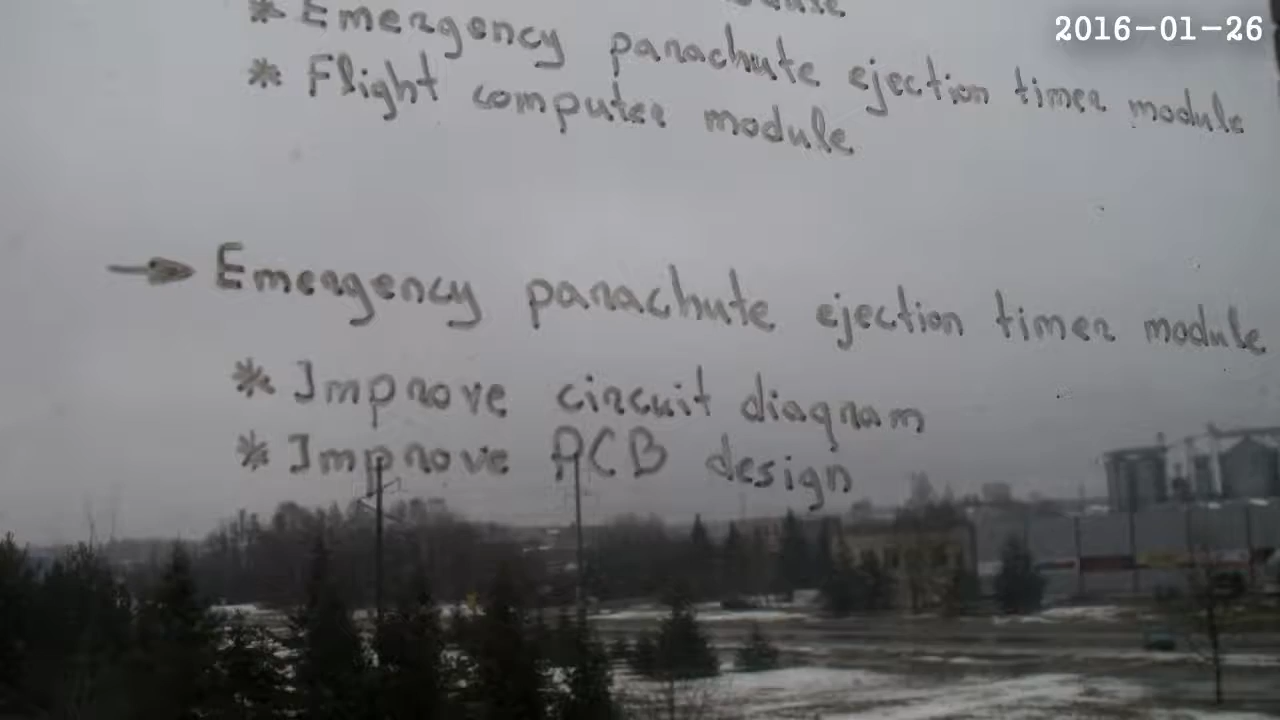 2016-01-26
* Emergency parachute ejection timer module
* Flight computer module
Emergency parachute ejection timer module
* Improve circuit diagram
* Improve PCB design